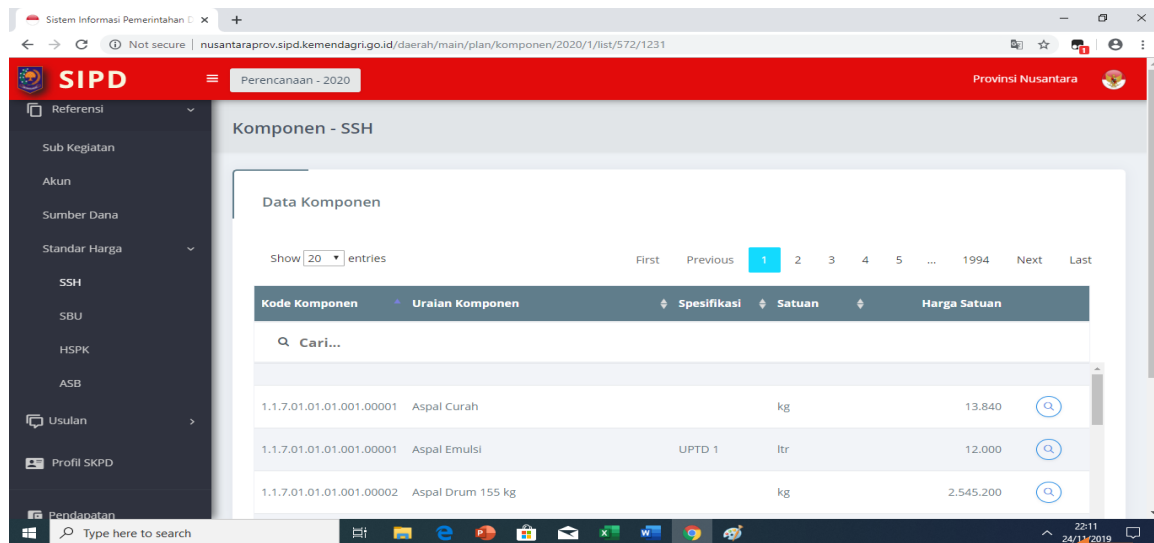 Sistem Informasi Pemerintahan D
Not secure | nusantaraprov.sipd.kemendagri.go.id/daerah/main/plan/komponen/2020/1/list/572/1231
SIPD
Perencanaan - 2020
Provinsi Nusantara
Referensi
Sub Kegiatan
Akun
Sumber Dana
Standar Harga
SSH
SBU
HSPK
ASB
Usulan
Profil SKPD
Pendapatan
Komponen - SSH
Data Komponen
Show 20 entries
First Previous 1 2 3 4 5 ... 1994 Next Last
Kode Komponen Uraian Komponen Spesifikasi Satuan Harga Satuan
Cari...
1.1.7.01.01.01.001.00001 Aspal Curah kg 13.840
1.1.7.01.01.01.001.00001 Aspal Emulsi UPTD 1 ltr 12.000
1.1.7.01.01.01.001.00002 Aspal Drum 155 kg kg 2.545.200
Type here to search
22:11
24/11/2019